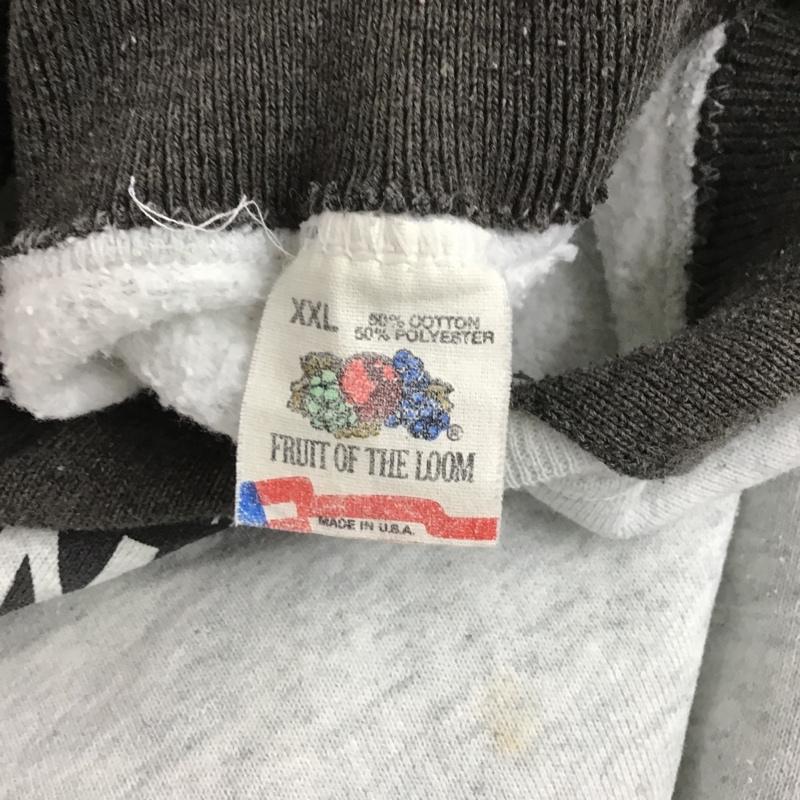 XXL
50% COTTON
50% POLYESTER
®
FRUIT OF THE LOOM
MADE IN U.S.A.